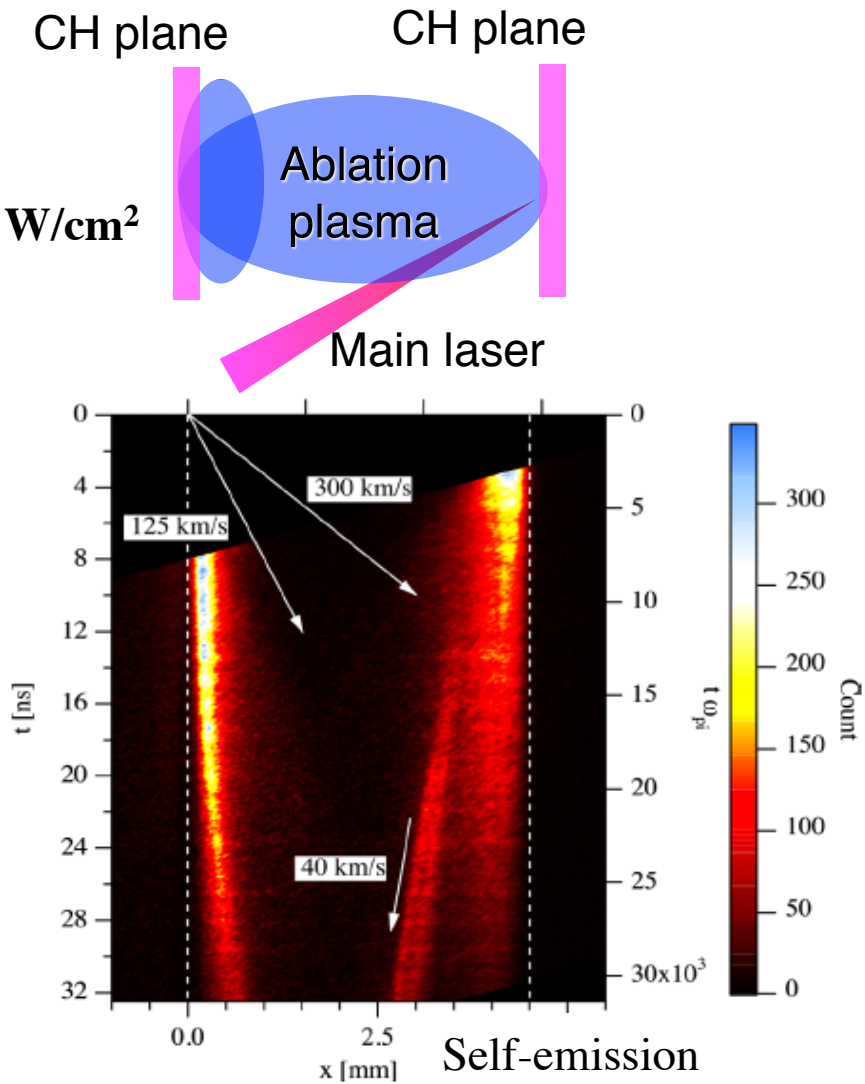 CH plane
CH plane
Ablation
plasma
W/cm²
Main laser
0
0
4
5
300 km/s
300
125 km/s
8
250
10
12
200
t [ns]
15
t ωpi
Count
16
150
20
20
100
24
40 km/s
25
50
28
30x10³
0
32
0.0
2.5
x [mm]
Self-emission